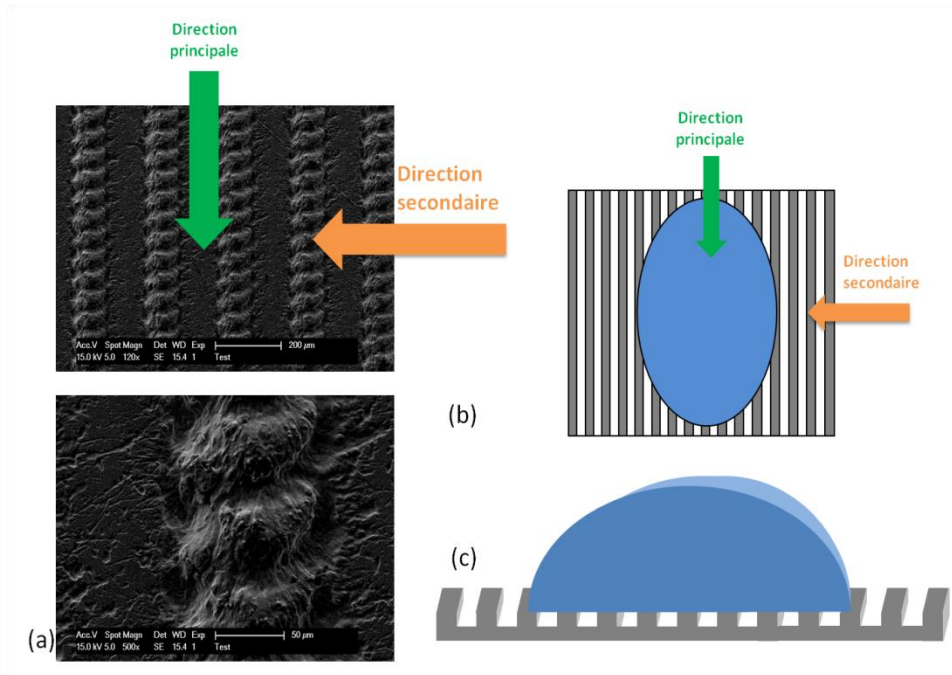 Direction
principale
Direction
secondaire
Acc.V Spot Magn Det WD Exp 200 µm
15.0 kV 5.0 120x SE 15.4 1 Test
Acc.V Spot Magn Det WD Exp 50 µm
15.0 kV 5.0 500x SE 15.4 1 Test
(a)
Direction
principale
Direction
secondaire
(b)
(c)